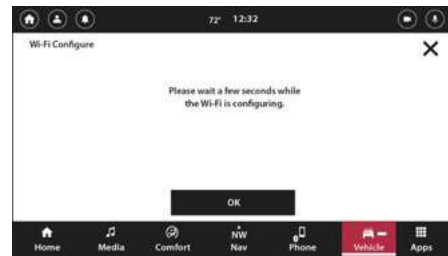 72° 12:32
Wi-Fi Configure
Please wait a few seconds while
the Wi-Fi is configuring.
OK
NW
Home Media Comfort Nav Phone Vehicle Apps